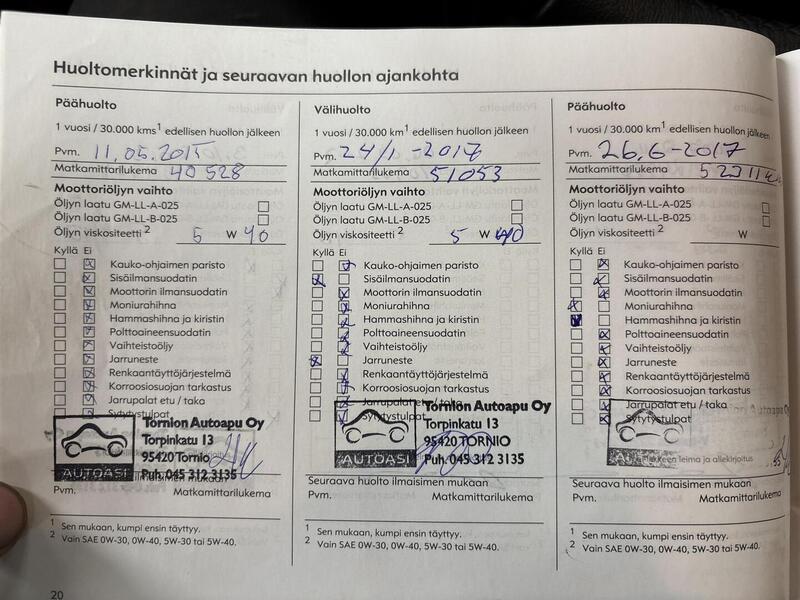 Huoltomerkinnät ja seuraavan huollon ajankohta
Päähuolto
1 vuosi / 30.000 kms1 edellisen huollon jälkeen
Pvm. 11.05.2015
Matkamittarilukema 40528
Moottoriöljyn vaihto
Öljyn laatu GM-LL-A-025
Öljyn laatu GM-LL-B-025
Öljyn viskositeetti 2 5 W 40
Kyllä Ei
Kauko-ohjaimen paristo
Sisäilmansuodatin
Moottorin ilmansuodatin
Moniurahihna
Hammashihna ja kiristin
Polttoaineensuodatin
Vaihteistoöljy
Jarruneste
Renkaantäyttöjärjestelmä
Korroosiosuojan tarkastus
Jarrupalat etu / taka
Sytytystulpat
Tornion Autoapu Oy
Torpinkatu 13
95420 Tornio
Puh. 045 312 3135
AUTOASI
ilmaisimen mukaan
Pvm. Matkamittarilukema
1 Sen mukaan, kumpi ensin täyttyy.
2 Vain SAE 0W-30, 0W-40, 5W-30 tai 5W-40.
20
Välihuolto
1 vuosi / 30.000 km1 edellisen huollon jälkeen
Pvm. 24/1 -2017
Matkamittarilukema 51053
Moottoriöljyn vaihto
Öljyn laatu GM-LL-A-025
Öljyn laatu GM-LL-B-025
Öljyn viskositeetti 2 5 W 40
Kyllä Ei
Kauko-ohjaimen paristo
Sisäilmansuodatin
Moottorin ilmansuodatin
Moniurahihna
Hammashihna ja kiristin
Polttoaineensuodatin
Vaihteistoöljy
Jarruneste
Renkaantäyttöjärjestelmä
Korroosiosuojan tarkastus
Jarrupalat etu / taka
Sytytystulpat
Tornion Autoapu Oy
Torpinkatu 13
95420 TORNIO
Puh. 045 312 3135
AUTOASI
Seuraava huolto ilmaisimen mukaan
Pvm. Matkamittarilukema
1 Sen mukaan, kumpi ensin täyttyy.
2 Vain SAE 0W-30, 0W-40, 5W-30 tai 5W-40.
Päähuolto
1 vuosi / 30.000 km1 edellisen huollon jälkeen
Pvm. 26.6-2017
Matkamittarilukema
Moottoriöljyn vaihto
Öljyn laatu GM-LL-A-025
Öljyn laatu GM-LL-B-025
Öljyn viskositeetti 2 W
Kyllä Ei
Kauko-ohjaimen paristo
Sisäilmansuodatin
Moottorin ilmansuodatin
Moniurahihna
Hammashihna ja kiristin
Polttoaineensuodatin
Vaihteistoöljy
Jarruneste
Renkaantäyttöjärjestelmä
Korroosiosuojan tarkastus
Jarrupalat etu / taka
Sytytystulpat
leima ja allekirjoitus
AUTOASI
Seuraava huolto ilmaisimen mukaan
Pvm. Matkamittarilukema
1 Sen mukaan, kumpi ensin täyttyy.
2 Vain SAE 0W-30, 0W-40, 5W-30 tai 5W-40.